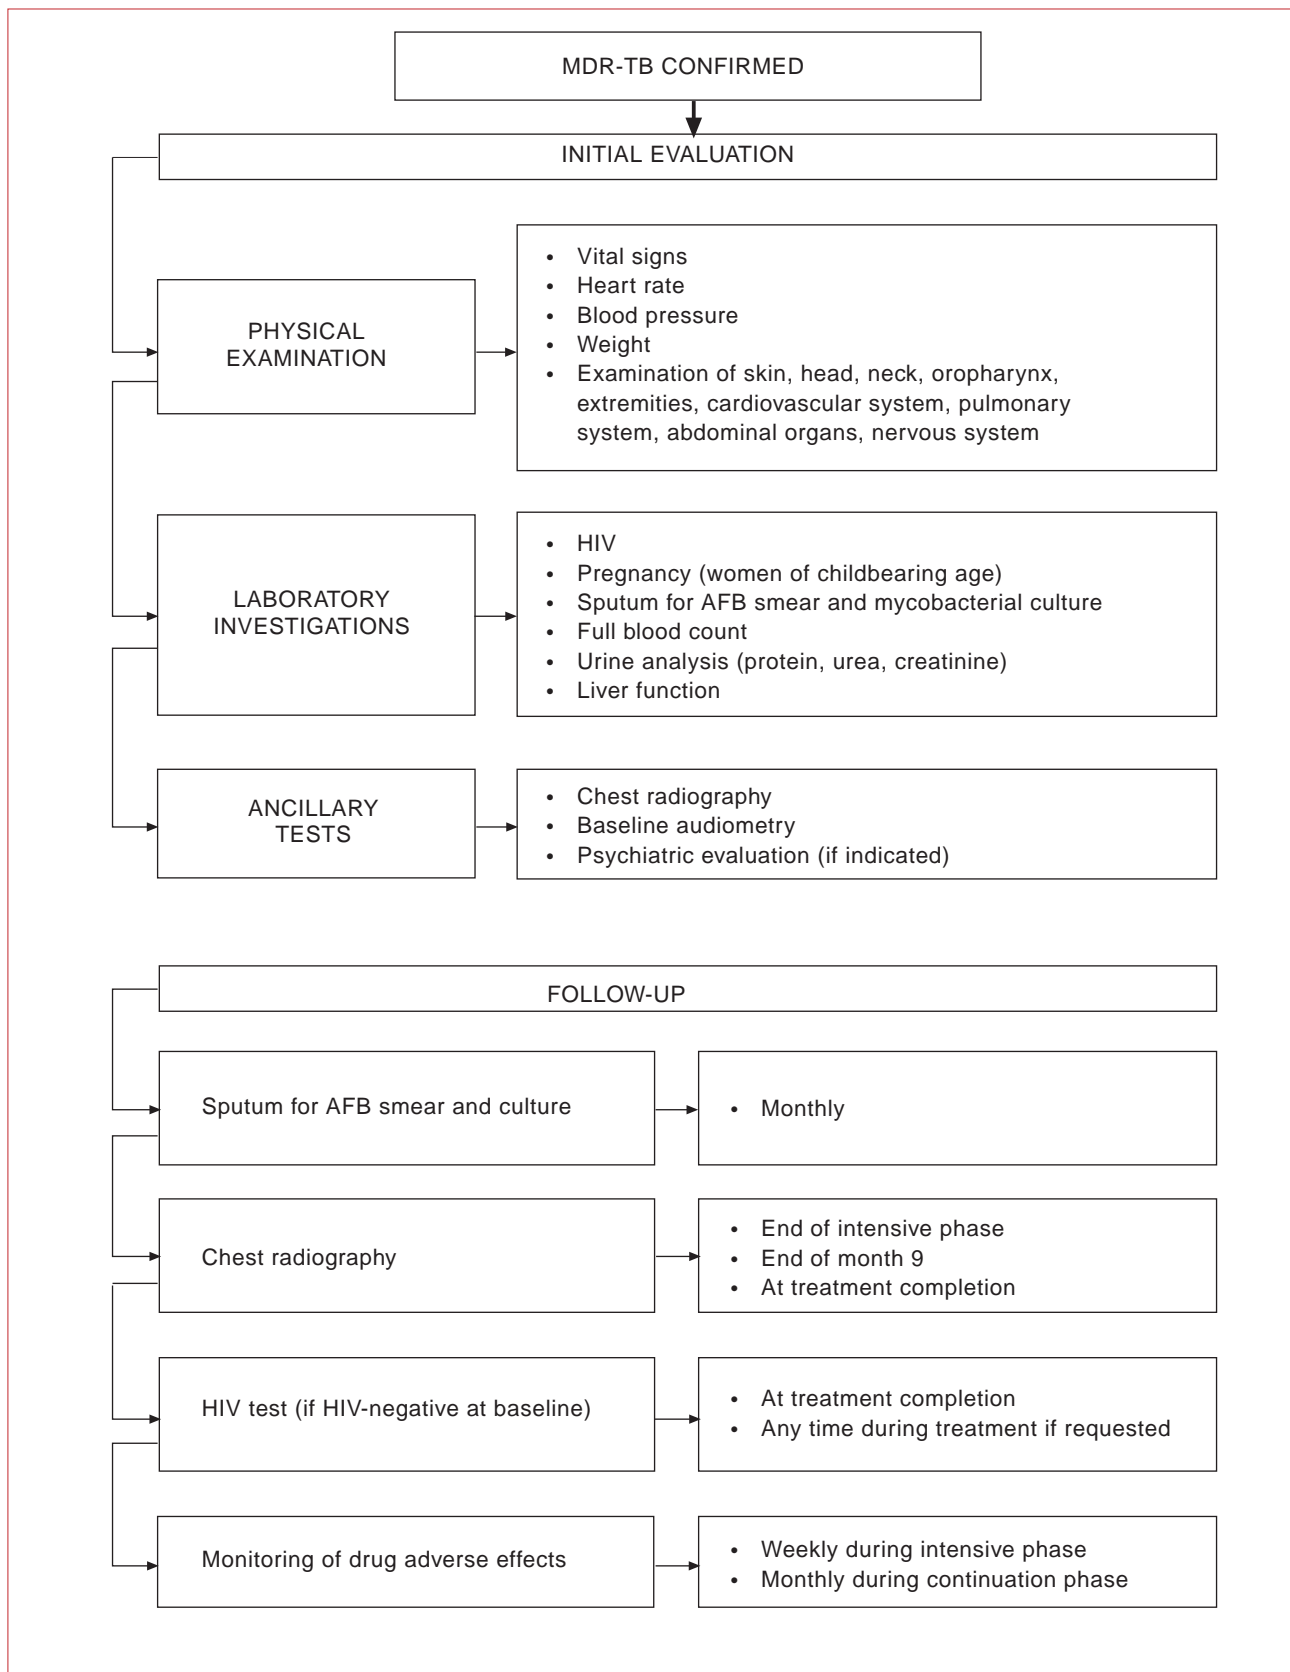 MDR-TB CONFIRMED
INITIAL EVALUATION
PHYSICAL
EXAMINATION
• Vital signs
• Heart rate
• Blood pressure
• Weight
• Examination of skin, head, neck, oropharynx,
extremities, cardiovascular system, pulmonary
system, abdominal organs, nervous system
LABORATORY
INVESTIGATIONS
• HIV
• Pregnancy (women of childbearing age)
• Sputum for AFB smear and mycobacterial culture
• Full blood count
• Urine analysis (protein, urea, creatinine)
• Liver function
ANCILLARY
TESTS
• Chest radiography
• Baseline audiometry
• Psychiatric evaluation (if indicated)
FOLLOW-UP
Sputum for AFB smear and culture
• Monthly
Chest radiography
• End of intensive phase
• End of month 9
• At treatment completion
HIV test (if HIV-negative at baseline)
• At treatment completion
• Any time during treatment if requested
Monitoring of drug adverse effects
• Weekly during intensive phase
• Monthly during continuation phase